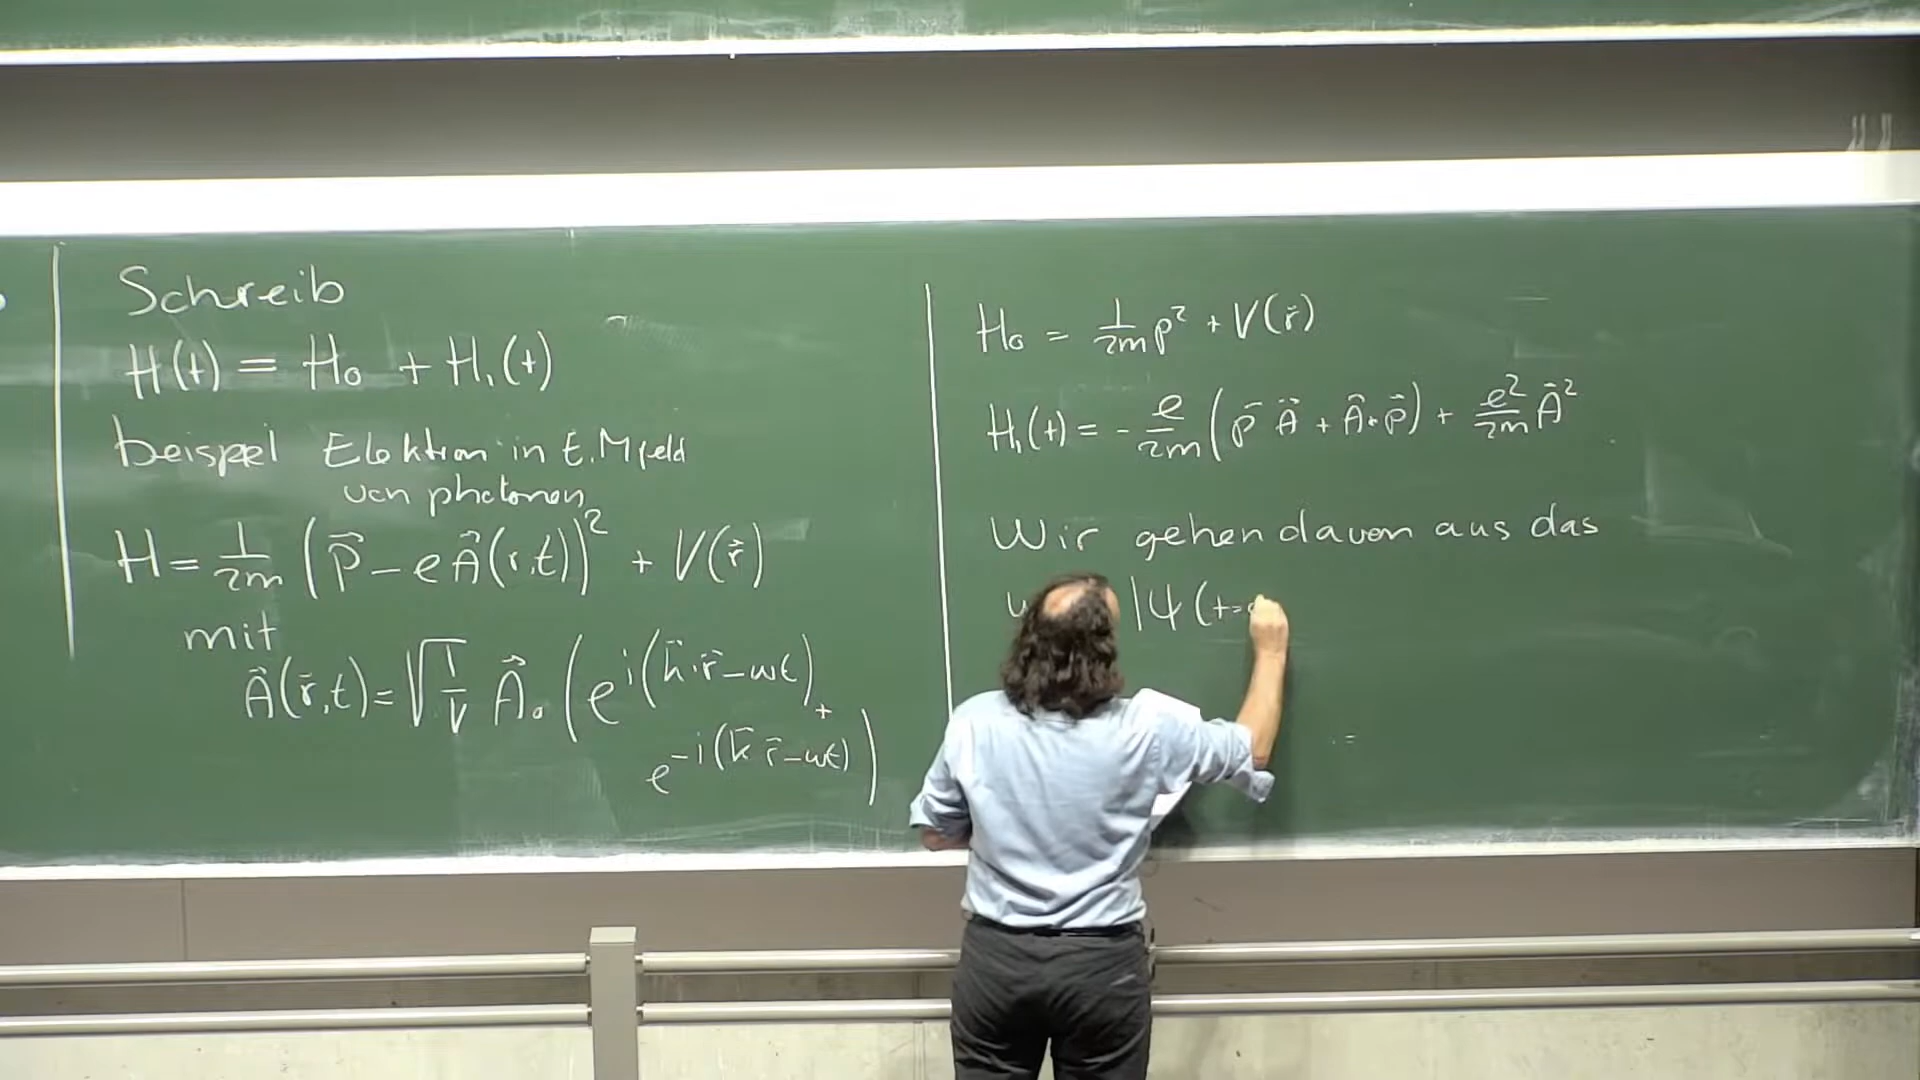 Schreib
H(t) = H₀ + H₁(t)
beispiel Elektron in E.M feld
von photonen
H = 1/2m (p⃗ - e A⃗(r,t))² + V(r⃗)
mit
A⃗(r⃗,t) = √(1/V) A⃗₀ (e^{i(k⃗·r⃗-ωt)} +
e^{-i(k⃗ r⃗-ωt)})
H₀ = 1/2m p² + V(r⃗)
H₁(t) = - e/2m (p⃗ A⃗ + A⃗·p⃗) + e²/2m A⃗²
Wir gehen davon aus das
|ψ(t=